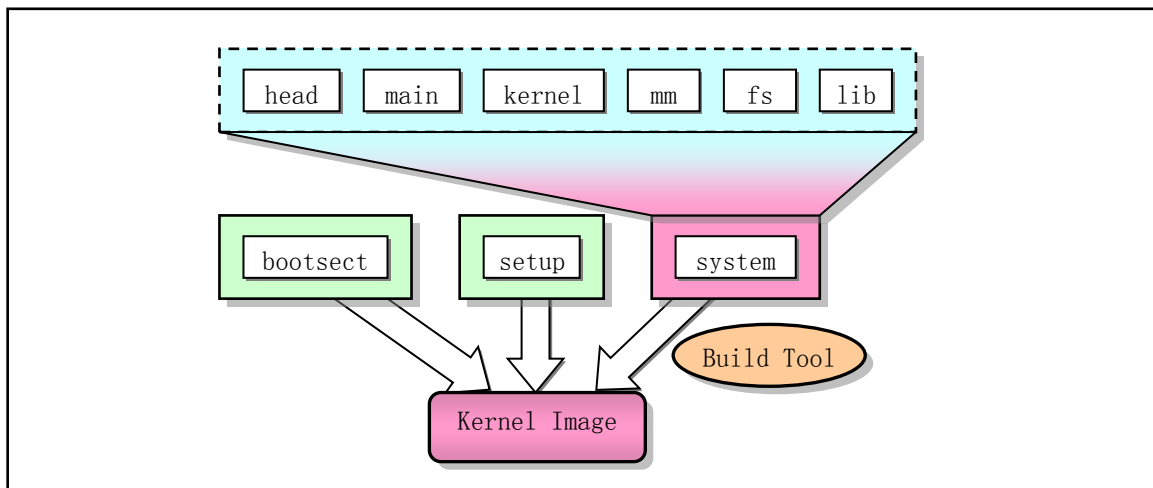 head main kernel mm fs lib
bootsect setup system
Build Tool
Kernel Image